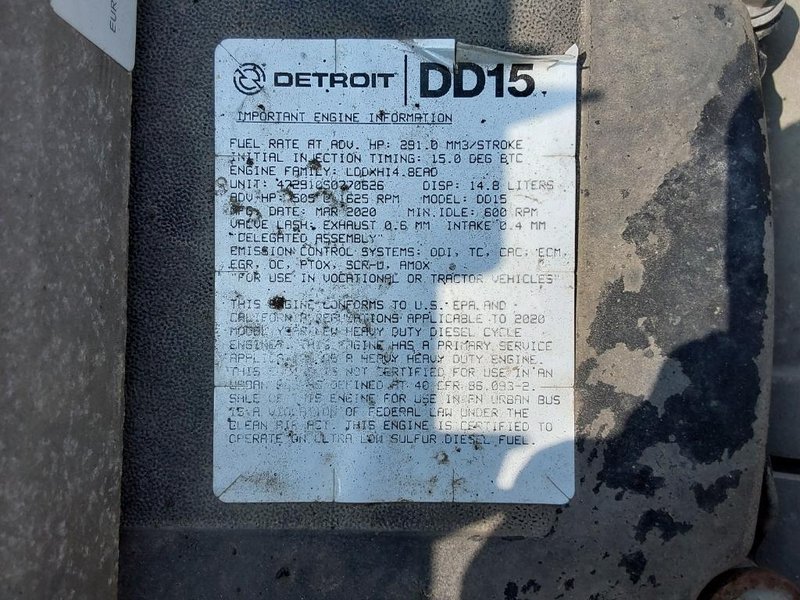 EUR
DETROIT DD15
IMPORTANT ENGINE INFORMATION
FUEL RATE AT ADV. HP: 291.0 MM3/STROKE
INITIAL INJECTION TIMING: 15.0 DEG BTC
ENGINE FAMILY: LDDXH14.8EAD
UNIT: 472910S0770526 DISP: 14.8 LITERS
ADV HP: 505 625 RPM MODEL: DD15
MFG DATE: MAR 2020 MIN.IDLE: 600 RPM
VALVE LASH: EXHAUST 0.6 MM INTAKE 0.4 MM
"DELEGATED ASSEMBLY"
EMISSION CONTROL SYSTEMS: DDI, TC, CAC, ECM,
EGR, OC, PTOX, SCR-U, AMOX
"FOR USE IN VOCATIONAL OR TRACTOR VEHICLES"
THIS ENGINE CONFORMS TO U.S. EPA AND
CALIFORNIA REGULATIONS APPLICABLE TO 2020
MODEL YEAR NEW HEAVY DUTY DIESEL CYCLE
ENGINES. THIS ENGINE HAS A PRIMARY SERVICE
APPLICATION AS A HEAVY HEAVY DUTY ENGINE.
THIS ENGINE IS NOT CERTIFIED FOR USE IN AN
URBAN BUS AS DEFINED AT 40 CFR 86.093-2.
SALE OF THIS ENGINE FOR USE IN AN URBAN BUS
IS A VIOLATION OF FEDERAL LAW UNDER THE
CLEAN AIR ACT. THIS ENGINE IS CERTIFIED TO
OPERATE ON ULTRA LOW SULFUR DIESEL FUEL.